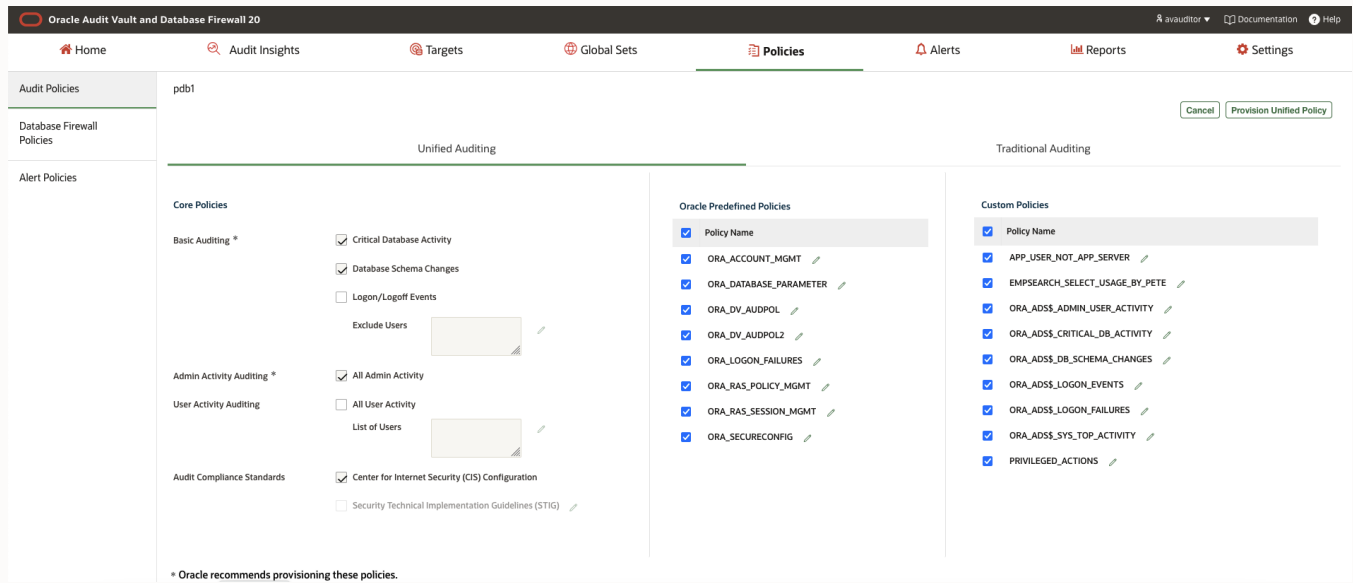 Oracle Audit Vault and Database Firewall 20
avauditor
Documentation
? Help
Home
Audit Insights
Targets
Global Sets
Policies
Alerts
Reports
Settings
Audit Policies
Database Firewall
Policies
Alert Policies
pdb1
Cancel
Provision Unified Policy
Unified Auditing
Traditional Auditing
Core Policies
Basic Auditing *
Critical Database Activity
Database Schema Changes
Logon/Logoff Events
Exclude Users
Admin Activity Auditing *
All Admin Activity
User Activity Auditing
All User Activity
List of Users
Audit Compliance Standards
Center for Internet Security (CIS) Configuration
Security Technical Implementation Guidelines (STIG)
* Oracle recommends provisioning these policies.
Oracle Predefined Policies
Policy Name
ORA_ACCOUNT_MGMT
ORA_DATABASE_PARAMETER
ORA_DV_AUDPOL
ORA_DV_AUDPOL2
ORA_LOGON_FAILURES
ORA_RAS_POLICY_MGMT
ORA_RAS_SESSION_MGMT
ORA_SECURECONFIG
Custom Policies
Policy Name
APP_USER_NOT_APP_SERVER
EMPSEARCH_SELECT_USAGE_BY_PETE
ORA_ADS$_ADMIN_USER_ACTIVITY
ORA_ADS$_CRITICAL_DB_ACTIVITY
ORA_ADS$_DB_SCHEMA_CHANGES
ORA_ADS$_LOGON_EVENTS
ORA_ADS$_LOGON_FAILURES
ORA_ADS$_SYS_TOP_ACTIVITY
PRIVILEGED_ACTIONS